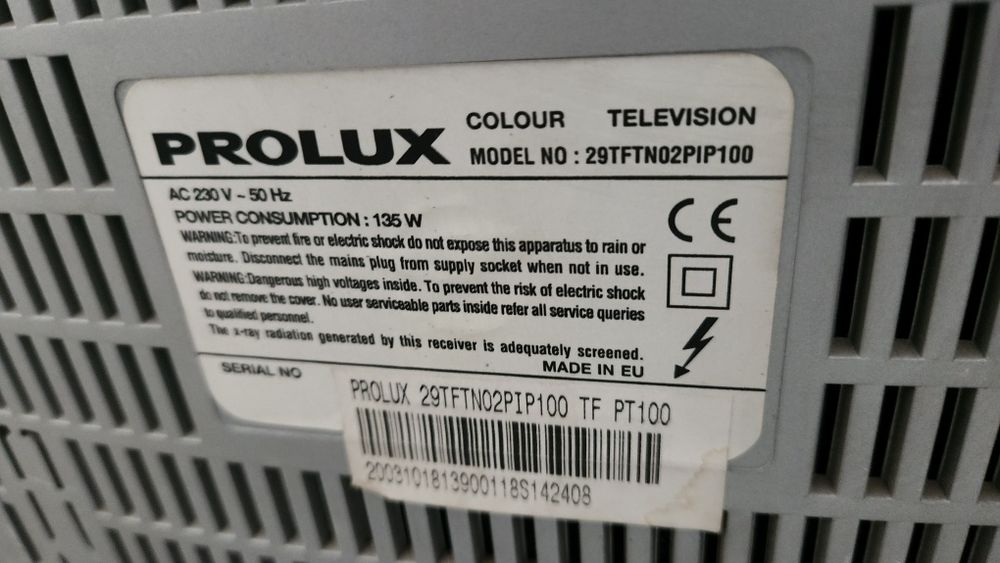 PROLUX
COLOUR TELEVISION
MODEL NO : 29TFTN02PIP100
AC 230 V ~ 50 Hz
POWER CONSUMPTION : 135 W
WARNING:To prevent fire or electric shock do not expose this apparatus to rain or
moisture. Disconnect the mains plug from supply socket when not in use.
WARNING:Dangerous high voltages inside. To prevent the risk of electric shock
do not remove the cover. No user serviceable parts inside refer all service queries
to qualified personnel.
The x-ray radiation generated by this receiver is adequately screened.
MADE IN EU
CE
SERIAL NO
PROLUX 29TFTN02PIP100 TF PT100
2003101813900118S142408